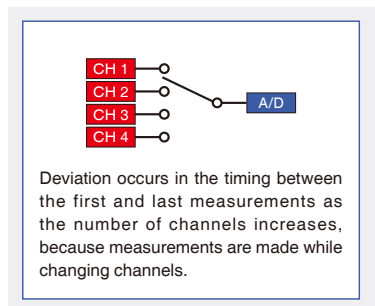 CH 1
CH 2
A/D
CH 3
CH 4
Deviation occurs in the timing between
the first and last measurements as
the number of channels increases,
because measurements are made while
changing channels.